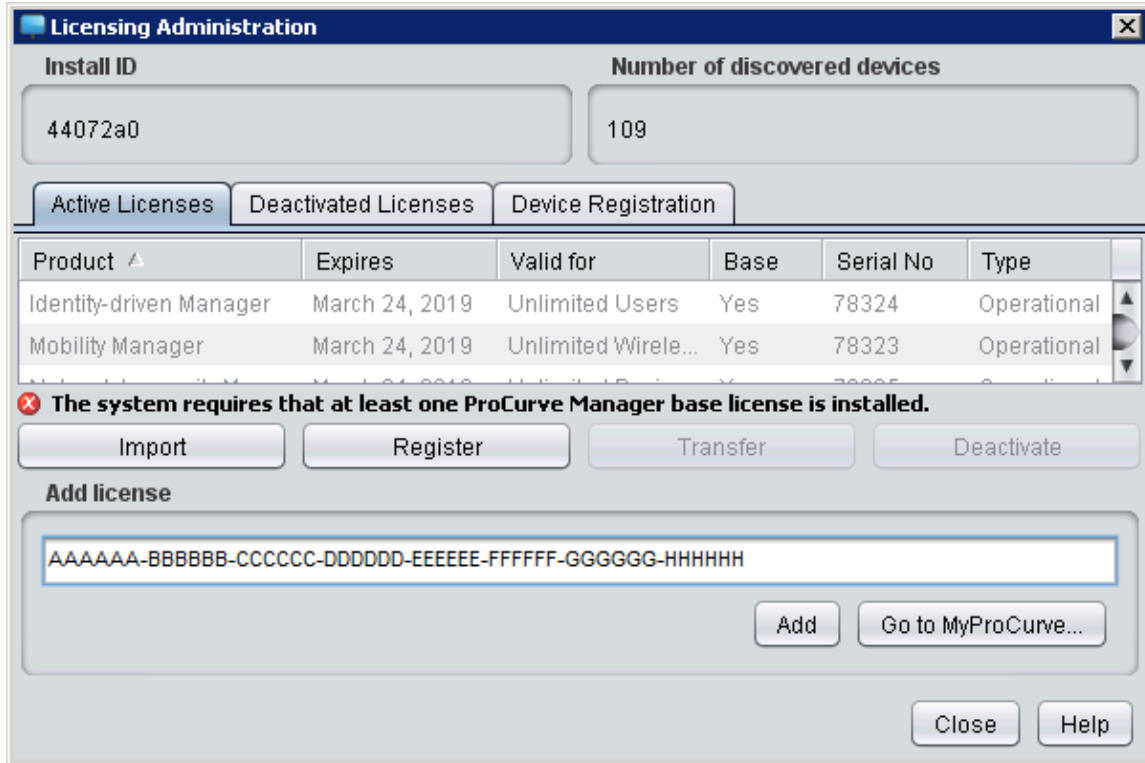 Licensing Administration
Install ID Number of discovered devices
44072a0 109
Active Licenses Deactivated Licenses Device Registration
Product Expires Valid for Base Serial No Type
Identity-driven Manager March 24, 2019 Unlimited Users Yes 78324 Operational
Mobility Manager March 24, 2019 Unlimited Wirele... Yes 78323 Operational
The system requires that at least one ProCurve Manager base license is installed.
Import Register Transfer Deactivate
Add license
AAAAAA-BBBBBB-CCCCCC-DDDDDD-EEEEEE-FFFFFF-GGGGGG-HHHHHH
Add Go to MyProCurve...
Close Help